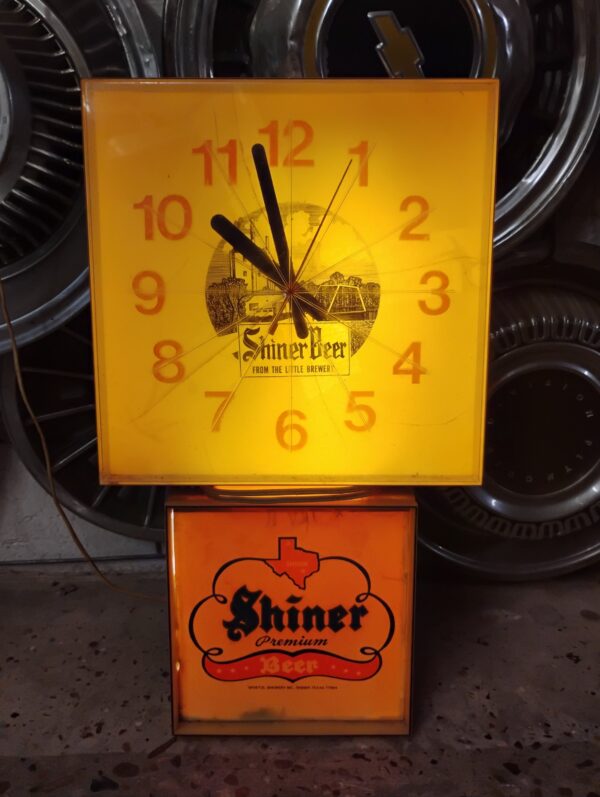 12
11 1
10 2
9 3
8 4
7 5
6
Shiner Beer
FROM THE LITTLE BREWERY
Shiner
Premium
Beer